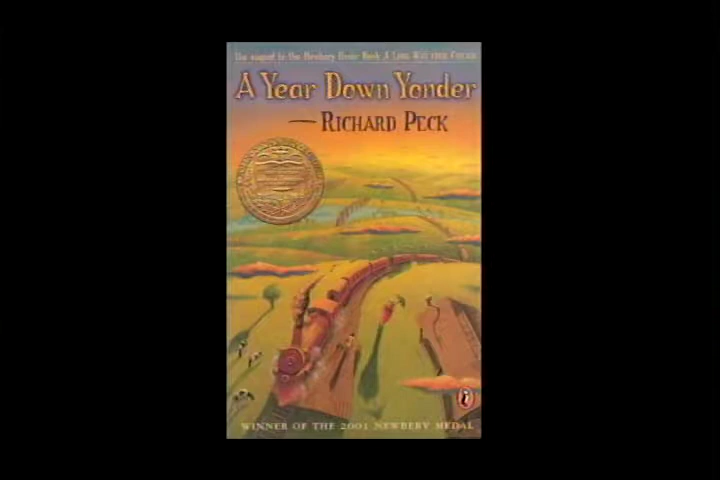 The sequel to the Newbery Honor Book A Long Way from Chicago
A Year Down Yonder
—Richard Peck
WINNER OF THE 2001 NEWBERY MEDAL